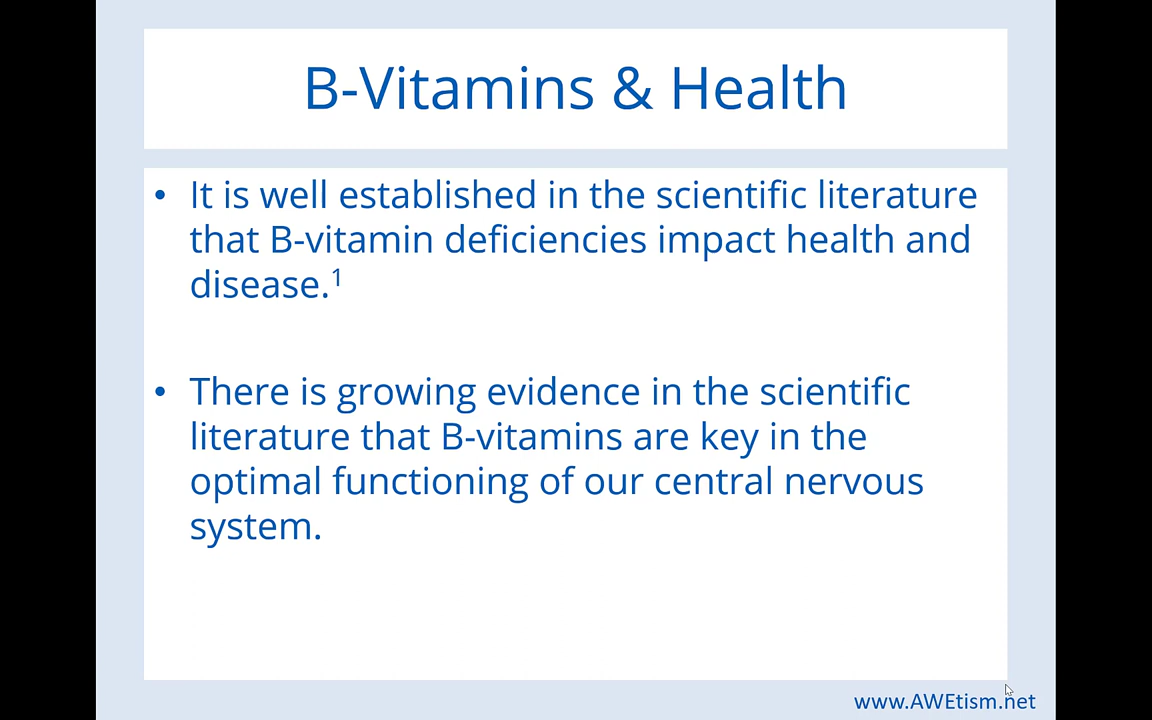 B-Vitamins & Health
• It is well established in the scientific literature
that B-vitamin deficiencies impact health and
disease.¹
• There is growing evidence in the scientific
literature that B-vitamins are key in the
optimal functioning of our central nervous
system.
www.AWEtism.net